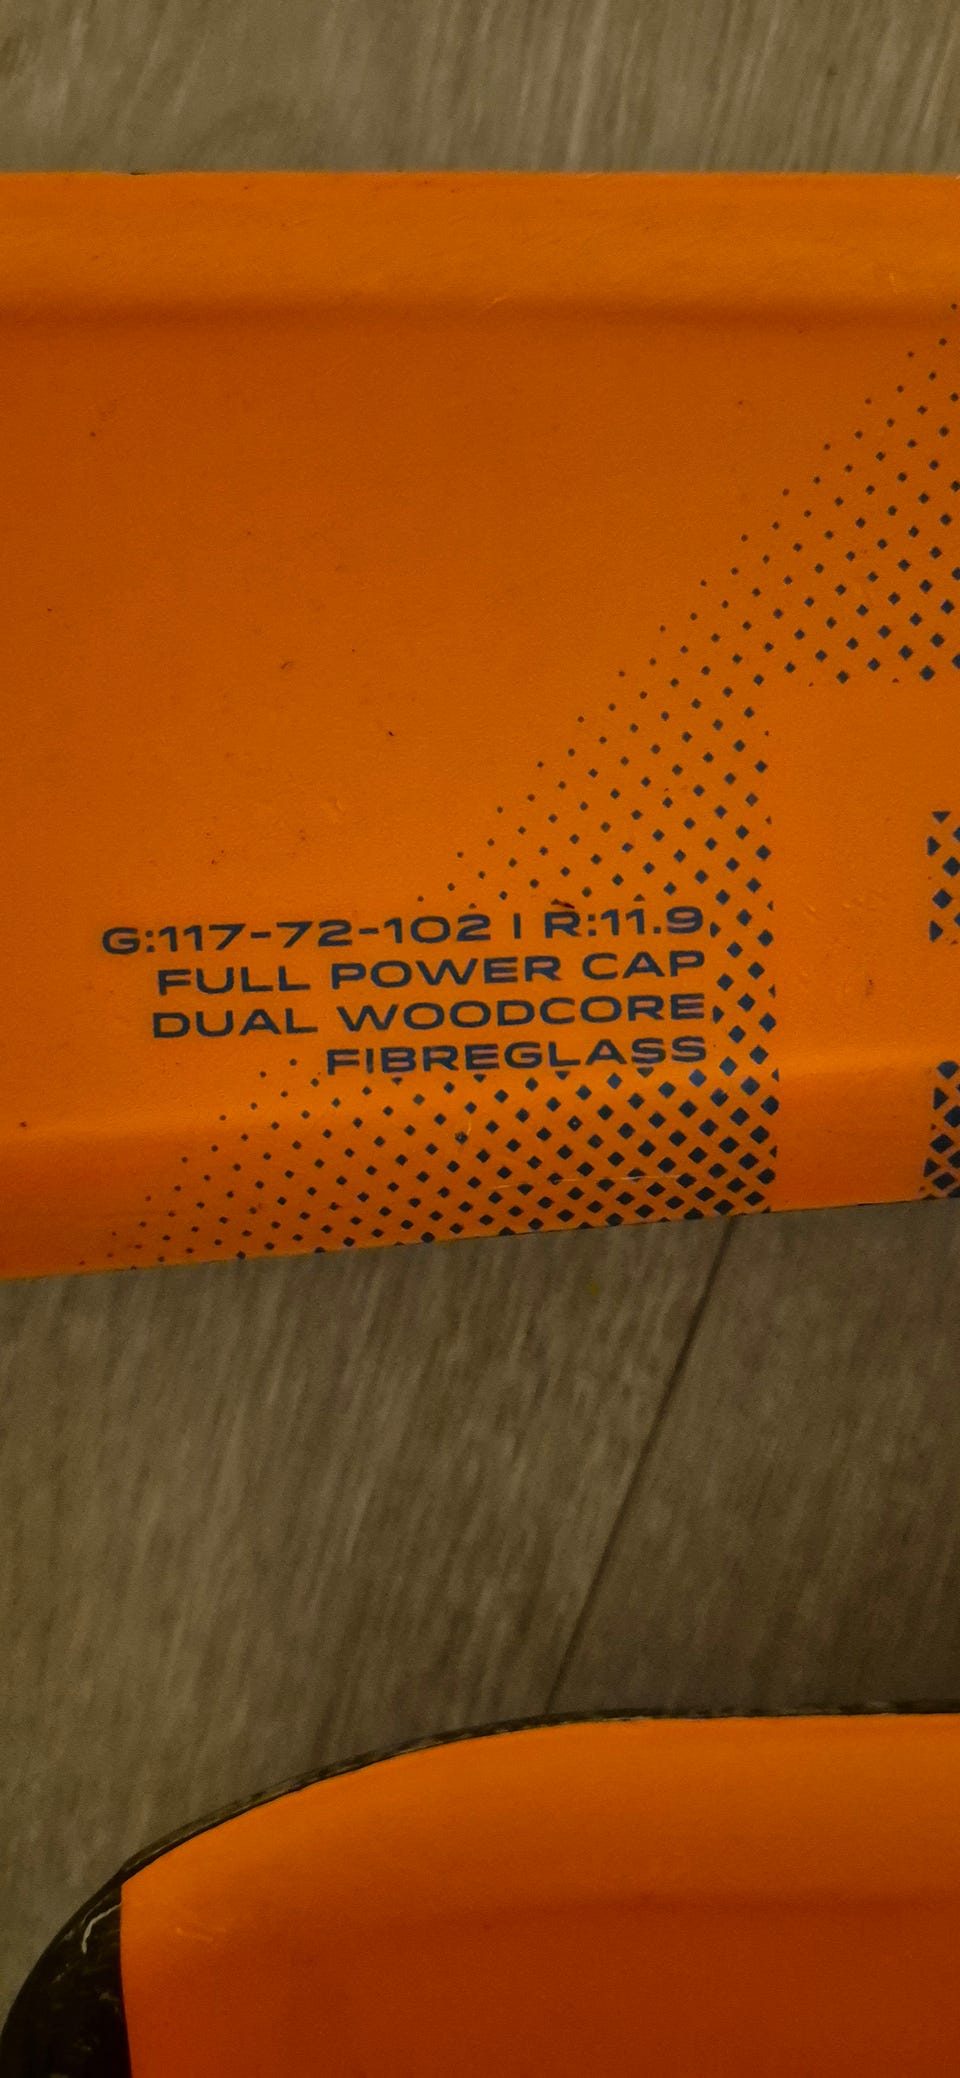 G:117-72-102 | R:11.9
FULL POWER CAP
DUAL WOODCORE
FIBREGLASS